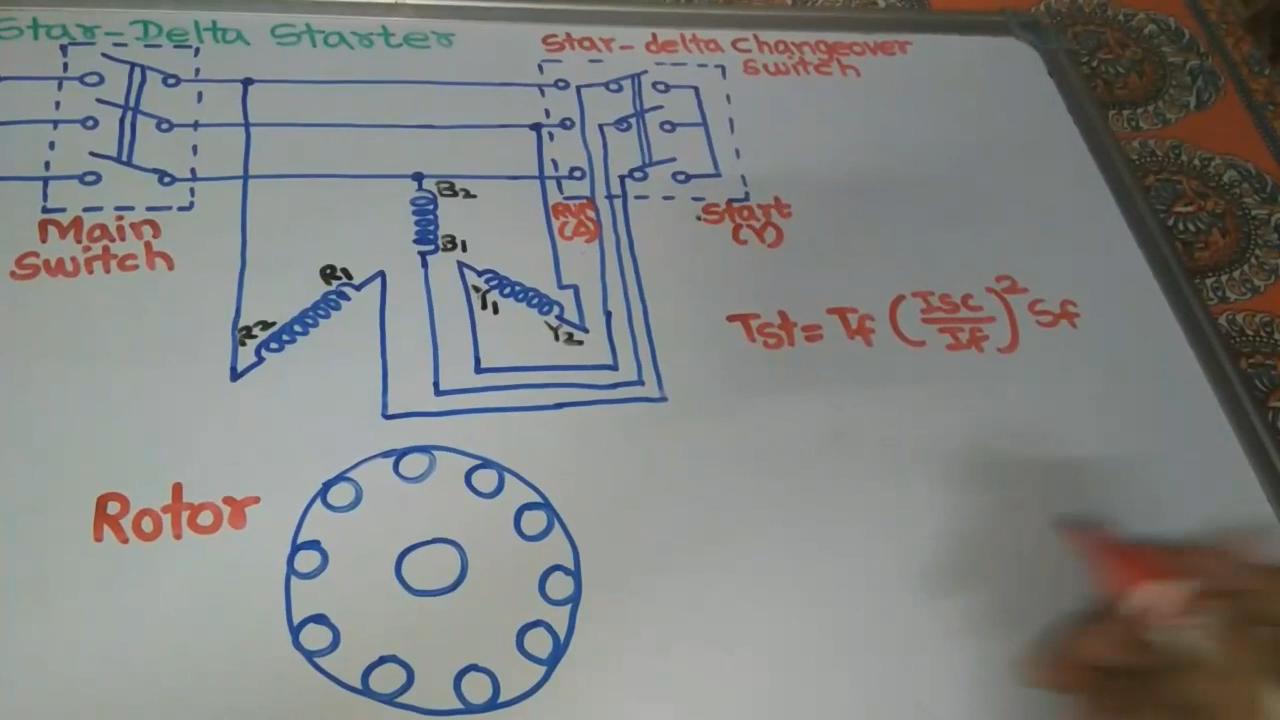 Star-Delta Starter
Star-delta Changeover
Switch
Main
Switch
B2
B1
Run
(Δ)
Start
(Y)
R1
R2
Y1
Y2
Tst = Tf (Isc/If)² Sf
Rotor